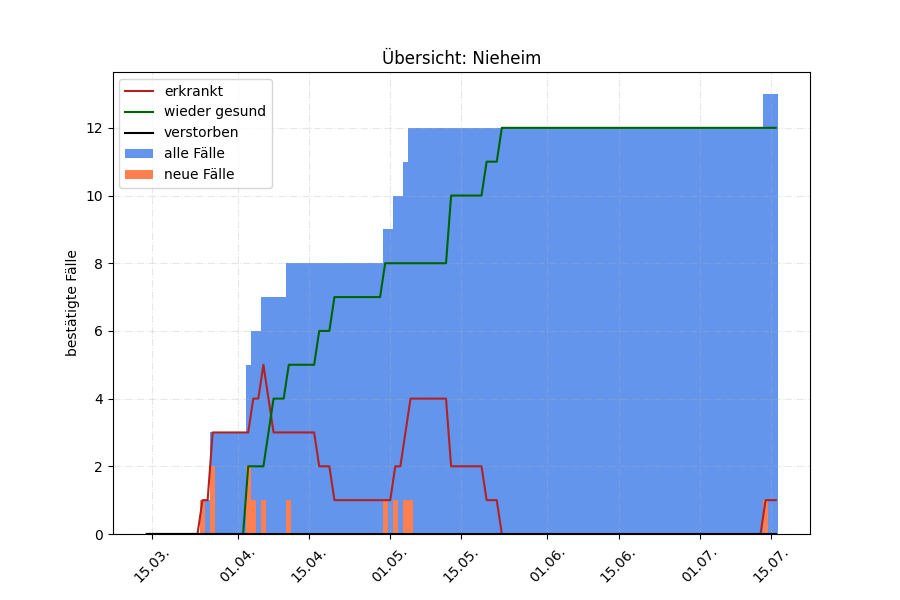 Übersicht: Nieheim
erkrankt
wieder gesund
verstorben
alle Fälle
neue Fälle
bestätigte Fälle
12
10
8
6
4
2
0
15.03.
01.04.
15.04.
01.05.
15.05.
01.06.
15.06.
01.07.
15.07.